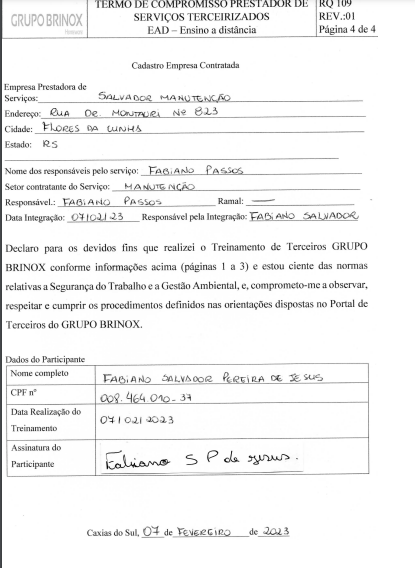 GRUPO BRINOX
TERMO DE COMPROMISSO PRESTADOR DE
SERVIÇOS TERCEIRIZADOS
EAD – Ensino a distância
RQ 109
REV.:01
Página 4 de 4
Cadastro Empresa Contratada
Empresa Prestadora de
Serviços: SALVADOR MANUTENÇÃO
Endereço: RUA DR. MONTAURI Nº 823
Cidade: FLORES DA CUNHA
Estado: RS
Nome dos responsáveis pelo serviço: FABIANO PASSOS
Setor contratante do Serviço: MANUTENÇÃO
Responsável.: FABIANO PASSOS Ramal: —
Data Integração: 07/02/23 Responsável pela Integração: FABIANO SALVADOR
Declaro para os devidos fins que realizei o Treinamento de Terceiros GRUPO
BRINOX conforme informações acima (páginas 1 a 3) e estou ciente das normas
relativas a Segurança do Trabalho e a Gestão Ambiental, e, comprometo-me a observar,
respeitar e cumprir os procedimentos definidos nas orientações dispostas no Portal de
Terceiros do GRUPO BRINOX.
Dados do Participante
Nome completo FABIANO SALVADOR PEREIRA DE JESUS
CPF nº 008.464.010-37
Data Realização do
Treinamento 07/02/2023
Assinatura do
Participante Fabiano S P de Jesus.
Caxias do Sul, 07 de FEVEREIRO de 2023